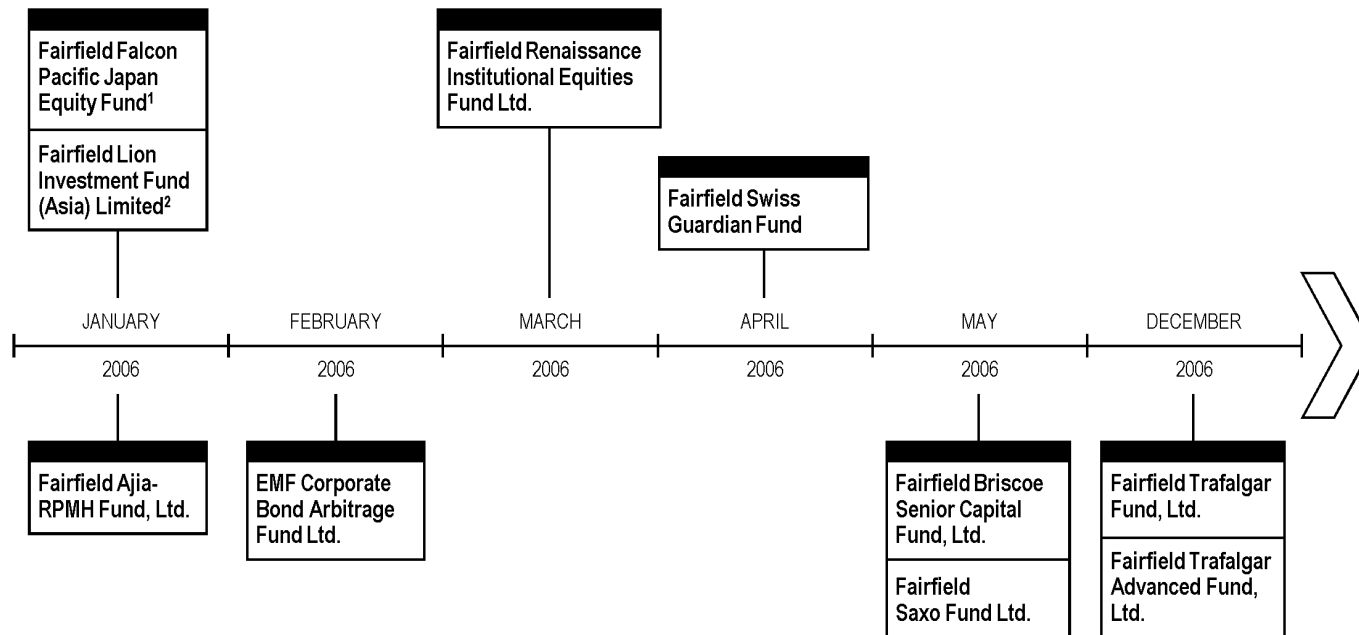 Fairfield Falcon
Pacific Japan
Equity Fund¹
Fairfield Lion
Investment Fund
(Asia) Limited²
Fairfield Renaissance
Institutional Equities
Fund Ltd.
Fairfield Swiss
Guardian Fund
JANUARY
FEBRUARY
MARCH
APRIL
MAY
DECEMBER
2006
2006
2006
2006
2006
2006
Fairfield Ajia-
RPMH Fund, Ltd.
EMF Corporate
Bond Arbitrage
Fund Ltd.
Fairfield Briscoe
Senior Capital
Fund, Ltd.
Fairfield
Saxo Fund Ltd.
Fairfield Trafalgar
Fund, Ltd.
Fairfield Trafalgar
Advanced Fund,
Ltd.